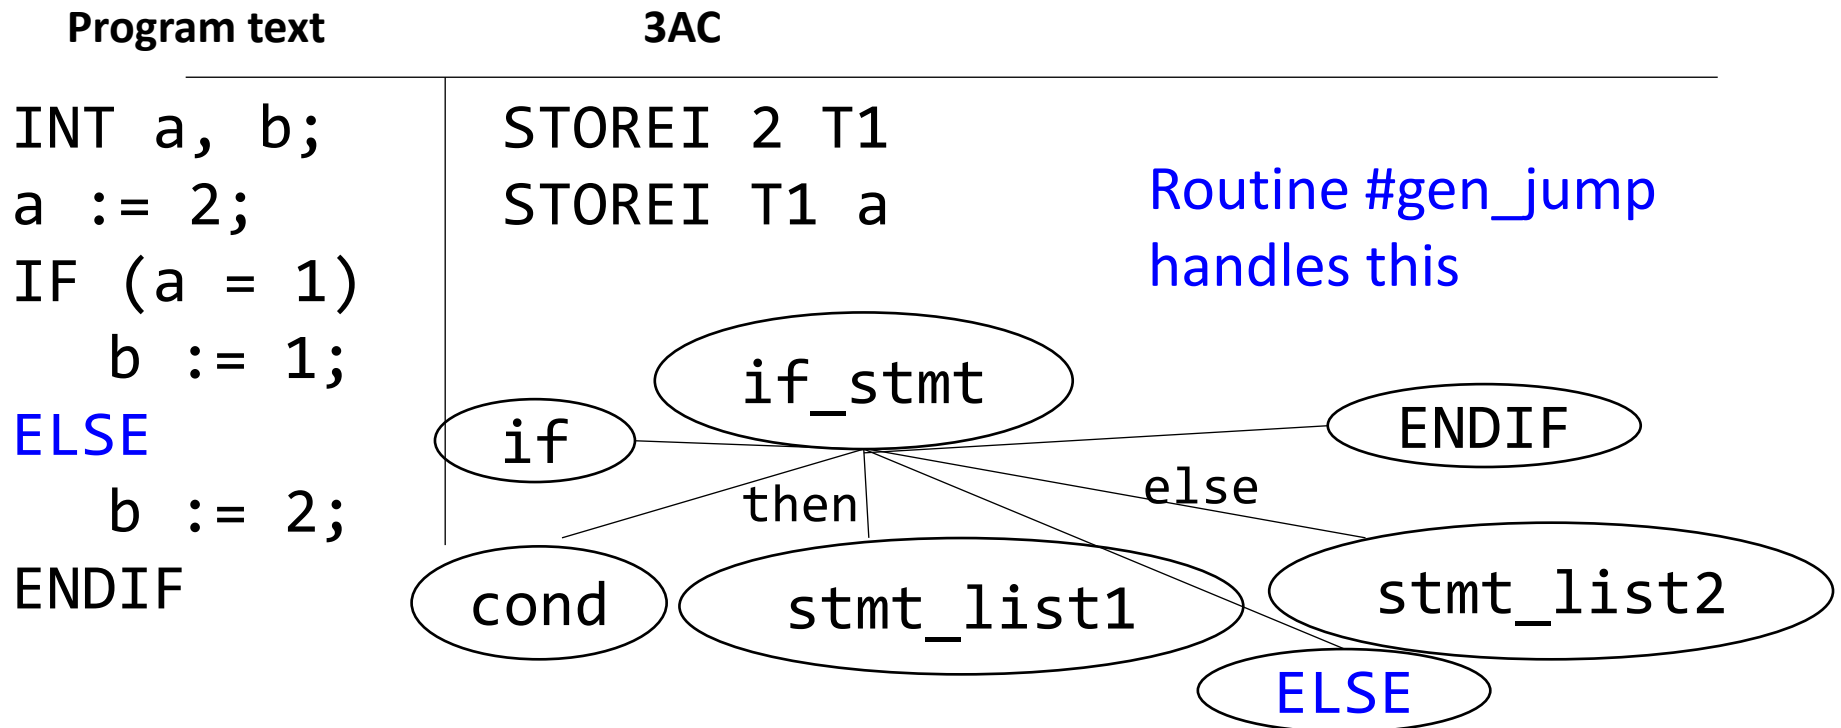 Program text
3AC
INT a, b;
a := 2;
IF (a = 1)
b := 1;
ELSE
b := 2;
ENDIF
STOREI 2 T1
STOREI T1 a
Routine #gen_jump
handles this
if_stmt
if
ENDIF
then
else
cond
stmt_list1
stmt_list2
ELSE